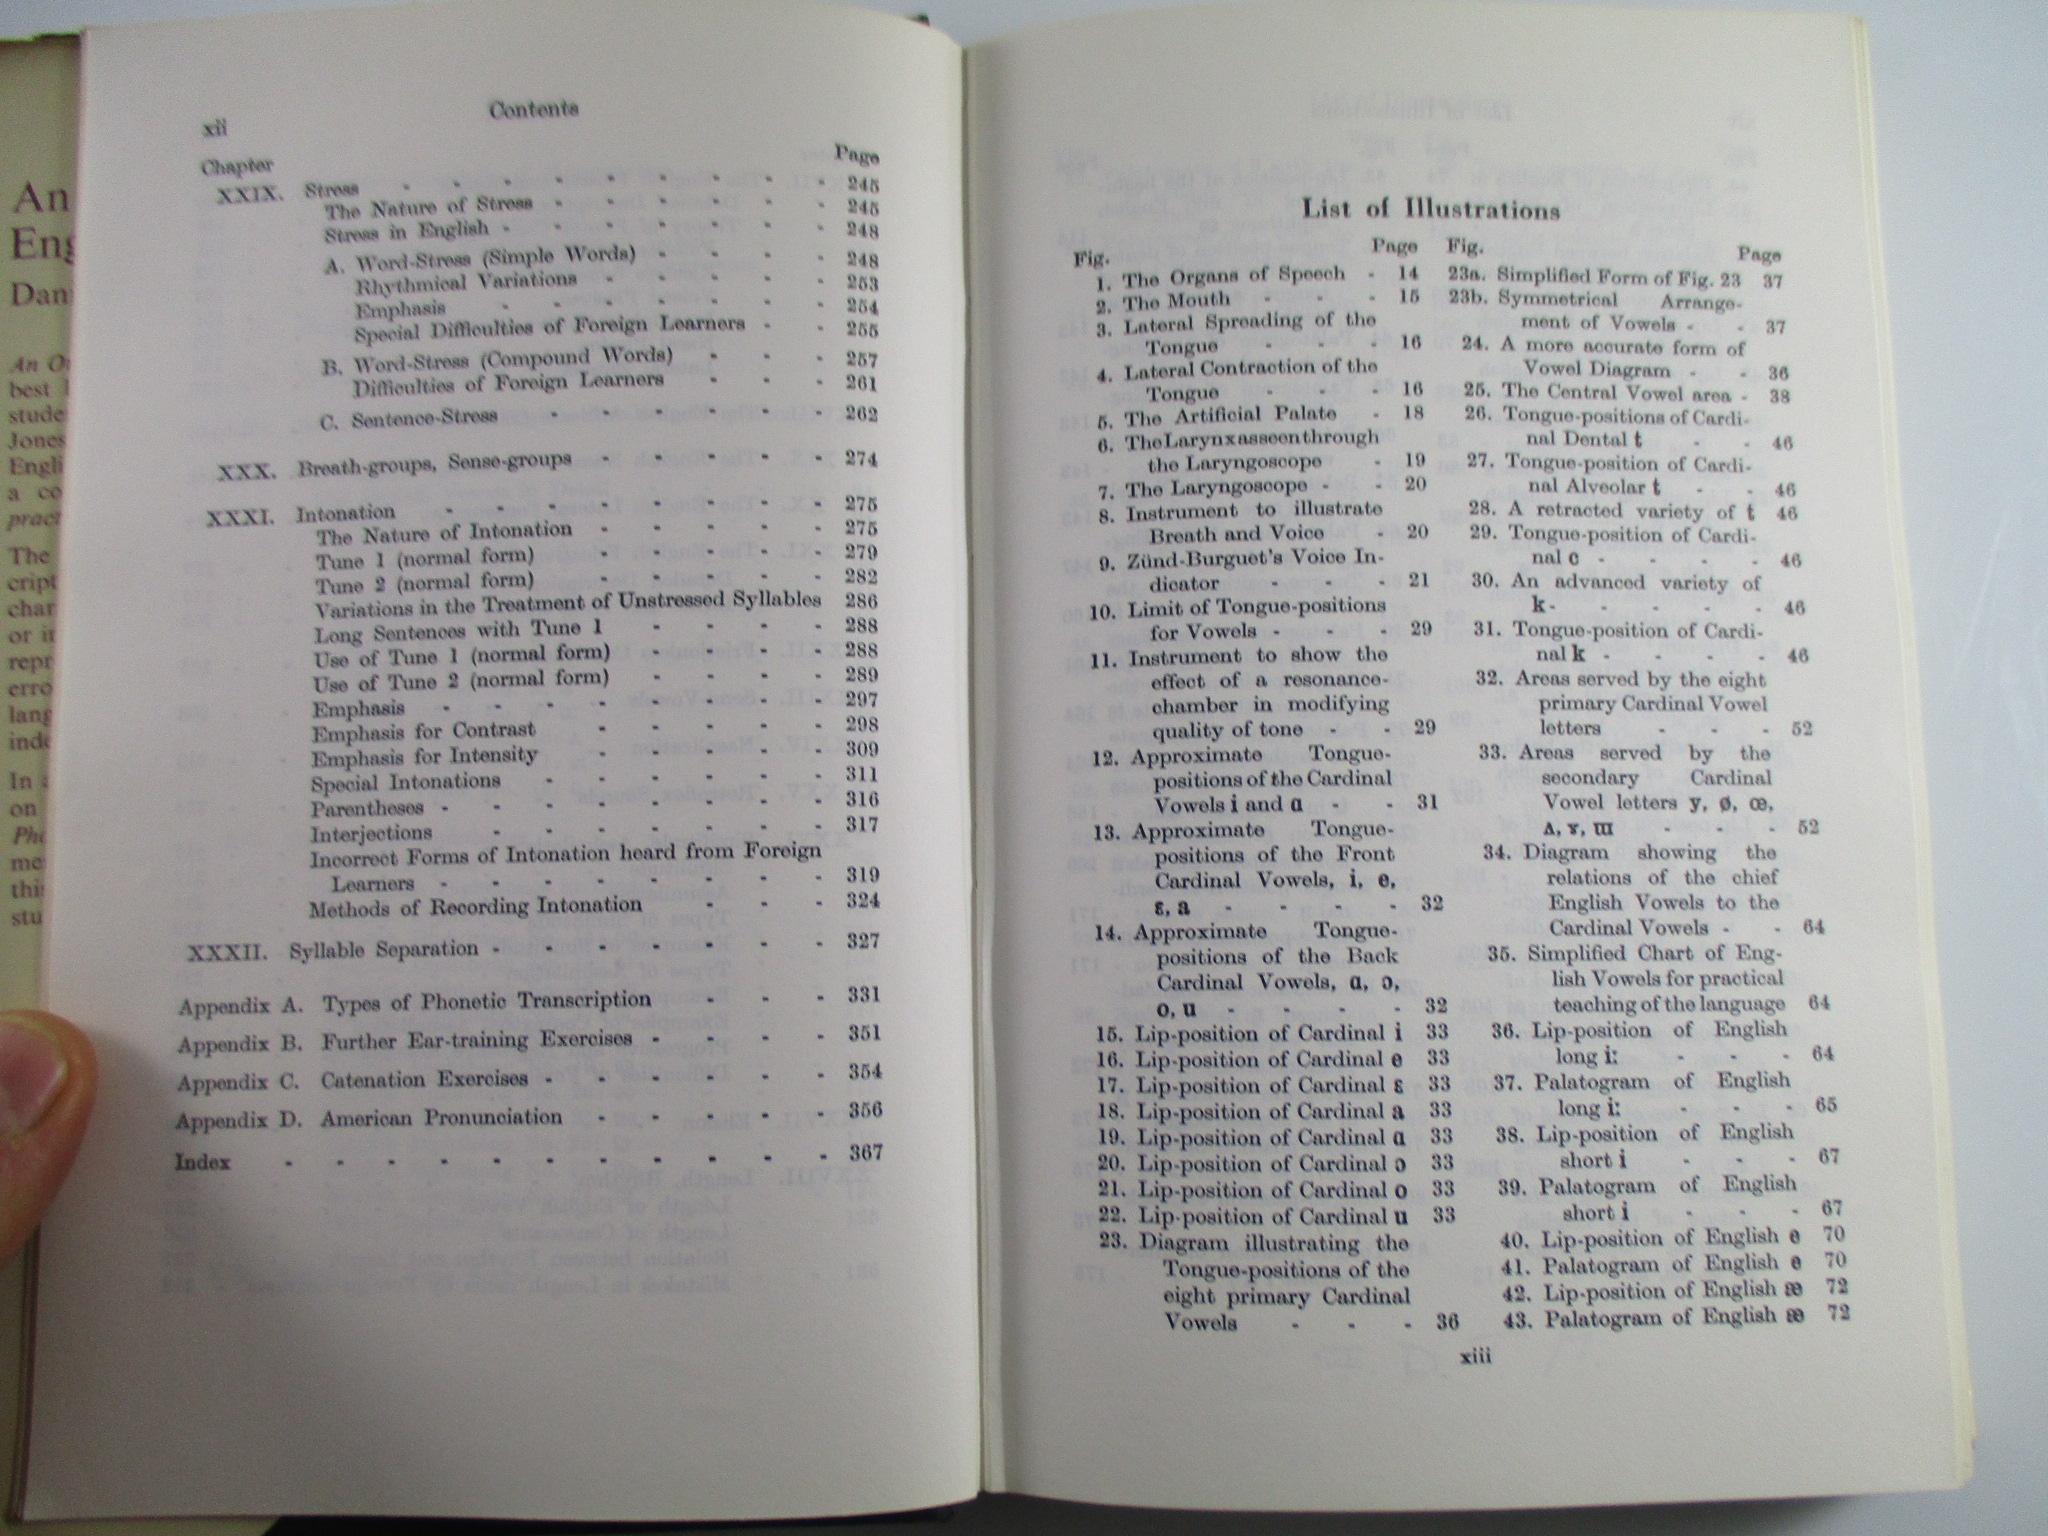 An
Eng
Dan
An O
best
stude
Jones
Engli
a co
pract
The
cript
char
or i
repr
erro
lang
inde
In a
on
Pho
me
this
stu
xii
Contents
Chapter
Page
XXIX. Stress - - - - - - - - - 245
The Nature of Stress - - - - - - 245
Stress in English - - - - - - - 248
A. Word-Stress (Simple Words) - - - - 248
Rhythmical Variations - - - - - 253
Emphasis - - - - - - - 254
Special Difficulties of Foreign Learners - - 255
B. Word-Stress (Compound Words) - - - 257
Difficulties of Foreign Learners - - - 261
C. Sentence-Stress - - - - - - 262
XXX. Breath-groups, Sense-groups - - - - - 274
XXXI. Intonation - - - - - - - - 275
The Nature of Intonation - - - - - 275
Tune 1 (normal form) - - - - - 279
Tune 2 (normal form) - - - - - 282
Variations in the Treatment of Unstressed Syllables 286
Long Sentences with Tune 1 - - - - 288
Use of Tune 1 (normal form) - - - - 288
Use of Tune 2 (normal form) - - - - 289
Emphasis - - - - - - - - 297
Emphasis for Contrast - - - - - 298
Emphasis for Intensity - - - - - 309
Special Intonations - - - - - - 311
Parentheses - - - - - - - - 316
Interjections - - - - - - - 317
Incorrect Forms of Intonation heard from Foreign
Learners - - - - - - - - 319
Methods of Recording Intonation - - - 324
XXXII. Syllable Separation - - - - - - - 327
Appendix A. Types of Phonetic Transcription - - - 331
Appendix B. Further Ear-training Exercises - - - - 351
Appendix C. Catenation Exercises - - - - - - 354
Appendix D. American Pronunciation - - - - - 356
Index - - - - - - - - - - - 367
List of Illustrations
Fig. Page
1. The Organs of Speech - 14
2. The Mouth - - - 15
3. Lateral Spreading of the
Tongue - - - 16
4. Lateral Contraction of the
Tongue - - - 16
5. The Artificial Palate - 18
6. The Larynx as seen through
the Laryngoscope - 19
7. The Laryngoscope - - 20
8. Instrument to illustrate
Breath and Voice - 20
9. Zünd-Burguet's Voice In-
dicator - - - 21
10. Limit of Tongue-positions
for Vowels - - - 29
11. Instrument to show the
effect of a resonance-
chamber in modifying
quality of tone - - 29
12. Approximate Tongue-
positions of the Cardinal
Vowels i and ɑ - - 31
13. Approximate Tongue-
positions of the Front
Cardinal Vowels, i, e,
ɛ, a - - - - 32
14. Approximate Tongue-
positions of the Back
Cardinal Vowels, ɑ, ɔ,
o, u - - - - 32
15. Lip-position of Cardinal i 33
16. Lip-position of Cardinal e 33
17. Lip-position of Cardinal ɛ 33
18. Lip-position of Cardinal a 33
19. Lip-position of Cardinal ɑ 33
20. Lip-position of Cardinal ɔ 33
21. Lip-position of Cardinal o 33
22. Lip-position of Cardinal u 33
23. Diagram illustrating the
Tongue-positions of the
eight primary Cardinal
Vowels - - - 36
Fig. Page
23a. Simplified Form of Fig. 23 37
23b. Symmetrical Arrange-
ment of Vowels - - 37
24. A more accurate form of
Vowel Diagram - - 36
25. The Central Vowel area - 38
26. Tongue-positions of Cardi-
nal Dental t - - 46
27. Tongue-position of Cardi-
nal Alveolar t - - 46
28. A retracted variety of t 46
29. Tongue-position of Cardi-
nal c - - - - 46
30. An advanced variety of
k - - - - - 46
31. Tongue-position of Cardi-
nal k - - - - 46
32. Areas served by the eight
primary Cardinal Vowel
letters - - - 52
33. Areas served by the
secondary Cardinal
Vowel letters y, ø, œ,
ʌ, ɤ, ɯ - - - 52
34. Diagram showing the
relations of the chief
English Vowels to the
Cardinal Vowels - - 64
35. Simplified Chart of Eng-
lish Vowels for practical
teaching of the language 64
36. Lip-position of English
long iː - - - 64
37. Palatogram of English
long iː - - - 65
38. Lip-position of English
short i - - - 67
39. Palatogram of English
short i - - - 67
40. Lip-position of English e 70
41. Palatogram of English e 70
42. Lip-position of English æ 72
43. Palatogram of English æ 72
xiii